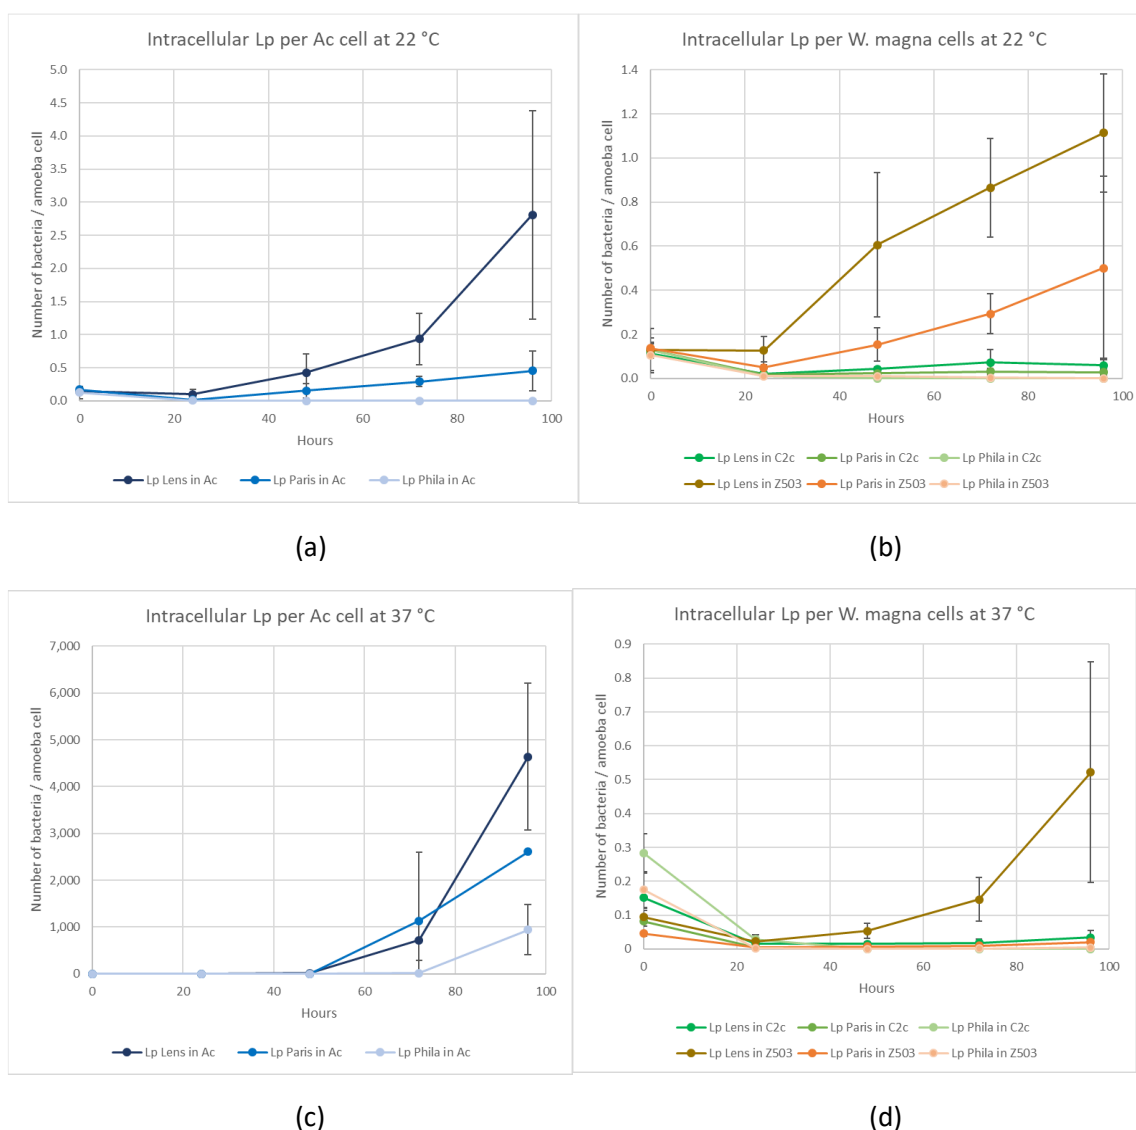 Intracellular Lp per Ac cell at 22 °C
Number of bacteria / amoeba cell
5.0
4.5
4.0
3.5
3.0
2.5
2.0
1.5
1.0
0.5
0.0
0 20 40 60 80 100
Hours
Lp Lens in Ac Lp Paris in Ac Lp Phila in Ac
(a)
Intracellular Lp per W. magna cells at 22 °C
Number of bacteria / amoeba cell
1.4
1.2
1.0
0.8
0.6
0.4
0.2
0.0
0 20 40 60 80 100
Hours
Lp Lens in C2c Lp Paris in C2c Lp Phila in C2c
Lp Lens in Z503 Lp Paris in Z503 Lp Phila in Z503
(b)
Intracellular Lp per Ac cell at 37 °C
Number of bacteria / amoeba cell
7,000
6,000
5,000
4,000
3,000
2,000
1,000
0
0 20 40 60 80 100
Hours
Lp Lens in Ac Lp Paris in Ac Lp Phila in Ac
(c)
Intracellular Lp per W. magna cells at 37 °C
Number of bacteria / amoeba cell
0.9
0.8
0.7
0.6
0.5
0.4
0.3
0.2
0.1
0
0 20 40 60 80 100
Hours
Lp Lens in C2c Lp Paris in C2c Lp Phila in C2c
Lp Lens in Z503 Lp Paris in Z503 Lp Phila in Z503
(d)